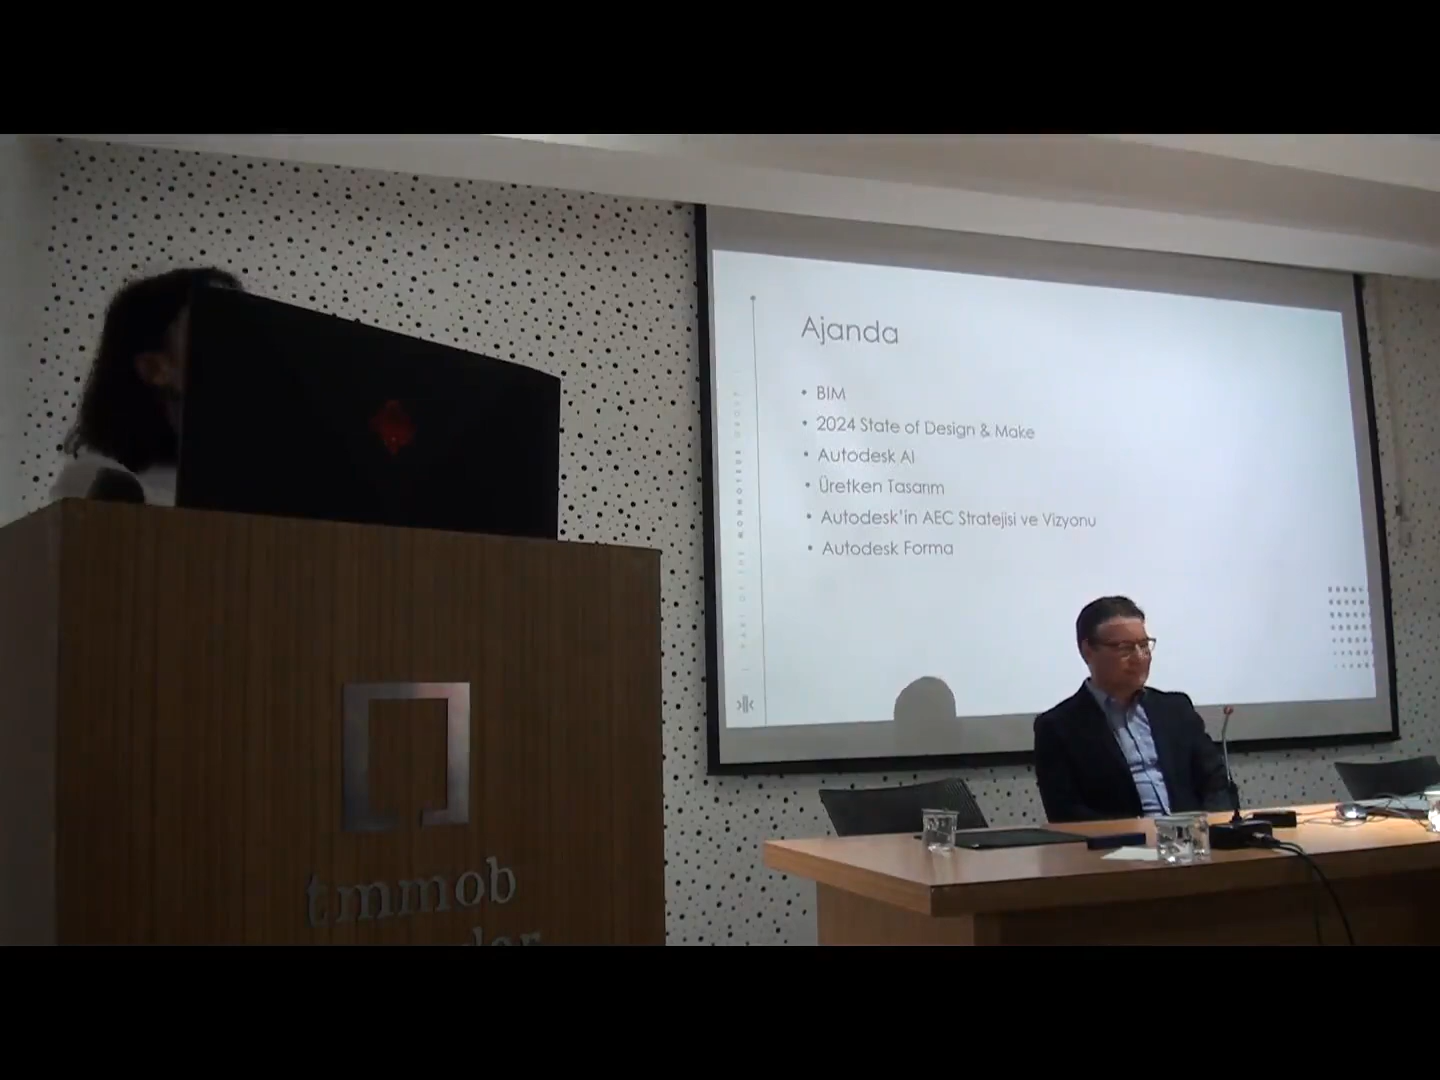 Ajanda
• BIM
• 2024 State of Design & Make
• Autodesk AI
• Üretken Tasarım
• Autodesk'in AEC Stratejisi ve Vizyonu
• Autodesk Forma
tmmob